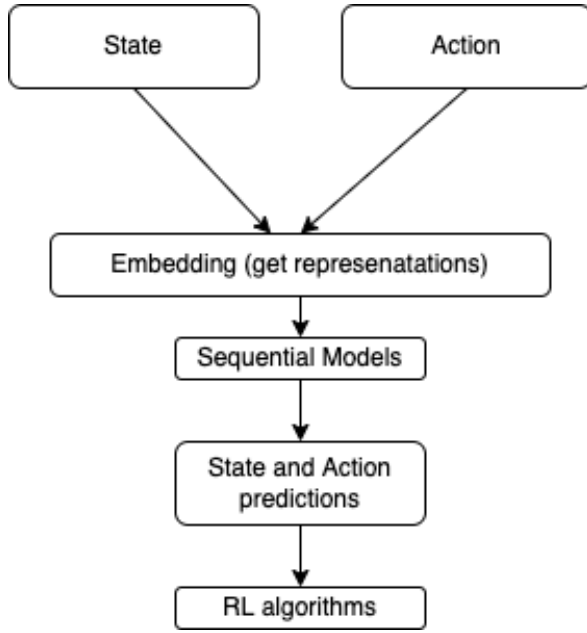 State
Action
Embedding (get represenatations)
Sequential Models
State and Action
predictions
RL algorithms